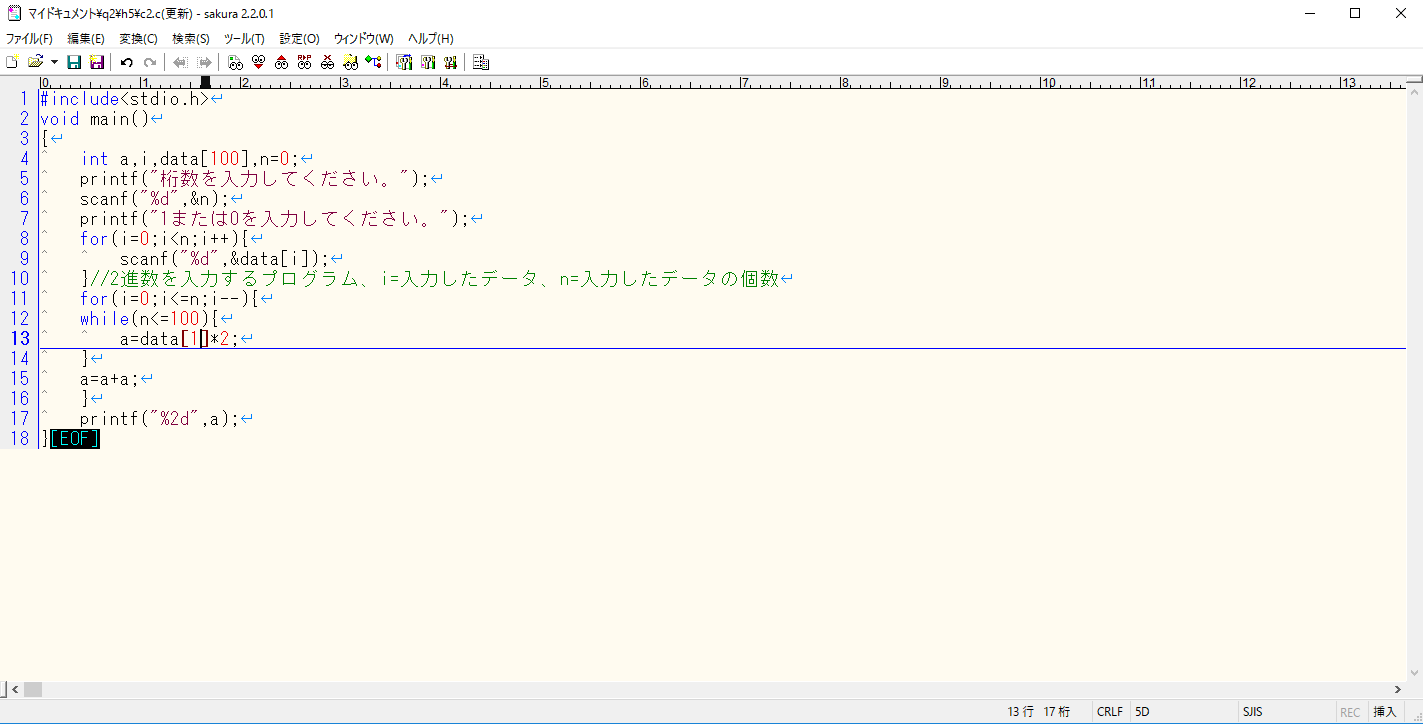 マイドキュメント¥q2¥h5¥c2.c(更新) - sakura 2.2.0.1
ファイル(F) 編集(E) 変換(C) 検索(S) ツール(T) 設定(O) ウィンドウ(W) ヘルプ(H)
0 1 2 3 4 5 6 7 8 9 10 11 12 13
1 #include<stdio.h>↵
2 void main()↵
3 {↵
4 ^ int a,i,data[100],n=0;↵
5 ^ printf("桁数を入力してください。");↵
6 ^ scanf("%d",&n);↵
7 ^ printf("1または0を入力してください。");↵
8 ^ for(i=0;i<n;i++){↵
9 ^ ^ scanf("%d",&data[i]);↵
10 ^ }//2進数を入力するプログラム、i=入力したデータ、n=入力したデータの個数↵
11 ^ for(i=0;i<=n;i--){↵
12 ^ while(n<=100){↵
13 ^ ^ a=data[1]*2;↵
14 ^ }↵
15 ^ a=a+a;↵
16 ^ }↵
17 ^ printf("%2d",a);↵
18 }[EOF]
13 行 17 桁 CRLF 5D SJIS REC 挿入